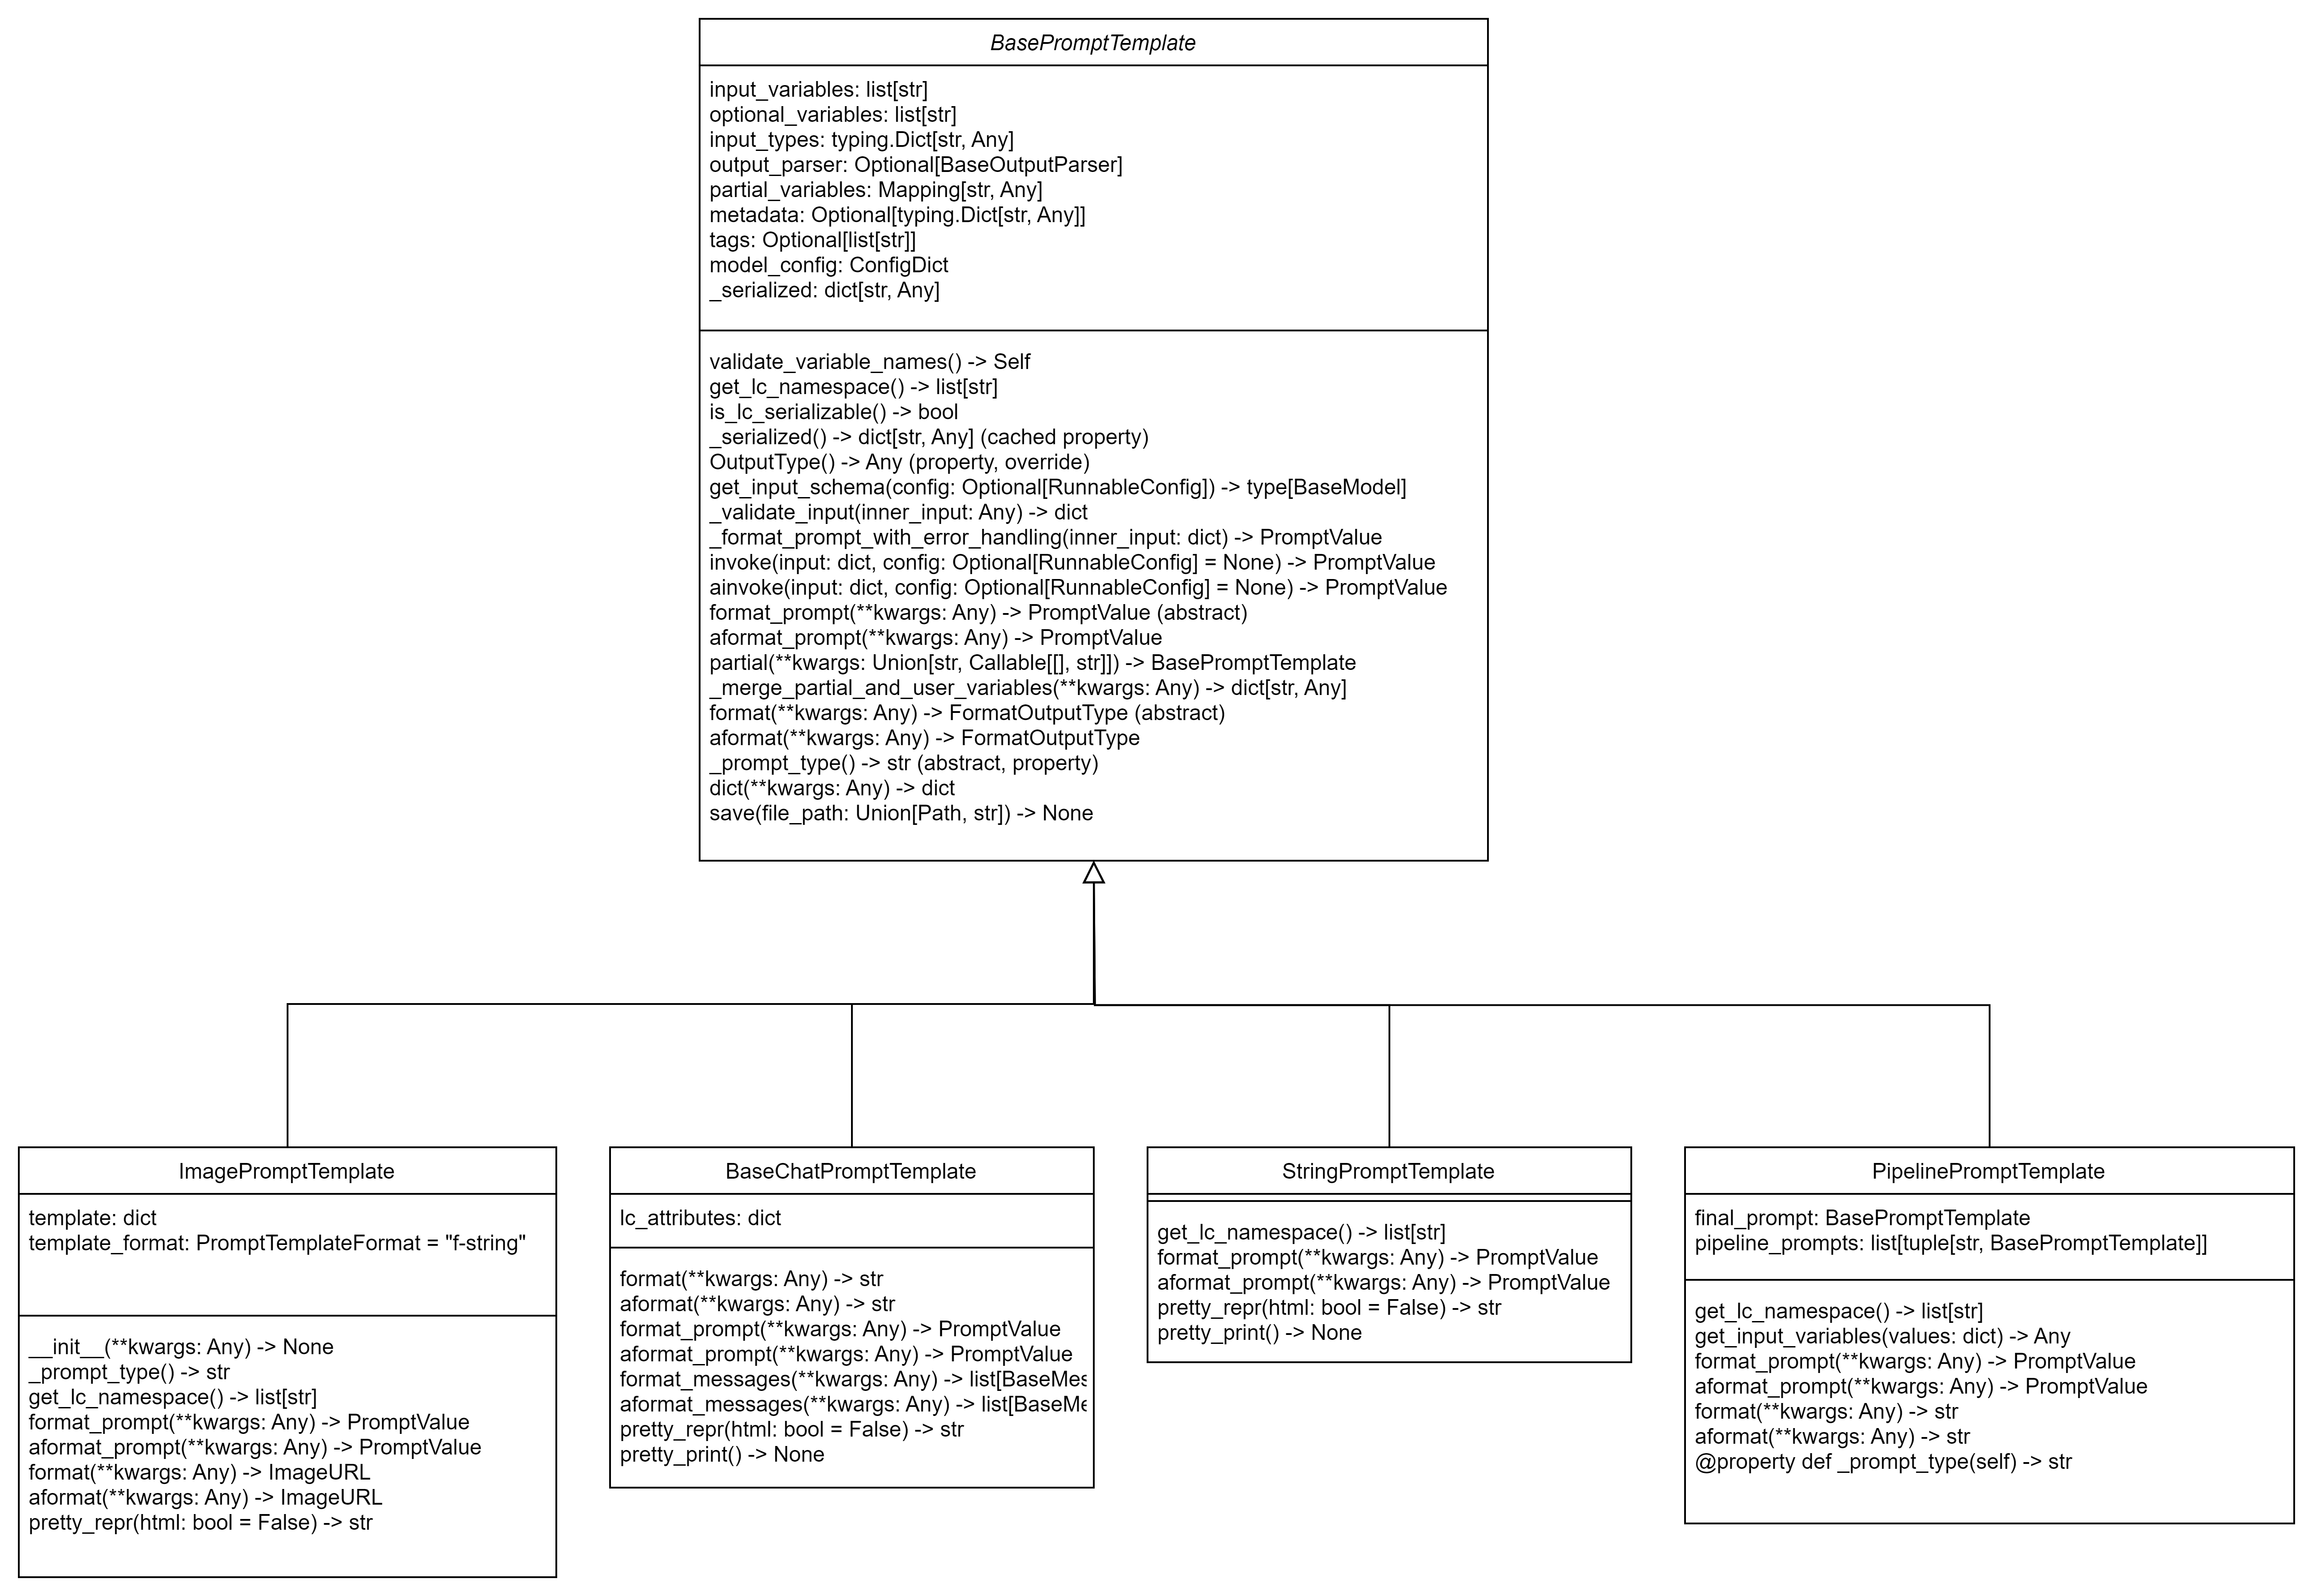 BasePromptTemplate
input_variables: list[str]
optional_variables: list[str]
input_types: typing.Dict[str, Any]
output_parser: Optional[BaseOutputParser]
partial_variables: Mapping[str, Any]
metadata: Optional[typing.Dict[str, Any]]
tags: Optional[list[str]]
model_config: ConfigDict
_serialized: dict[str, Any]
validate_variable_names() -> Self
get_lc_namespace() -> list[str]
is_lc_serializable() -> bool
_serialized() -> dict[str, Any] (cached property)
OutputType() -> Any (property, override)
get_input_schema(config: Optional[RunnableConfig]) -> type[BaseModel]
_validate_input(inner_input: Any) -> dict
_format_prompt_with_error_handling(inner_input: dict) -> PromptValue
invoke(input: dict, config: Optional[RunnableConfig] = None) -> PromptValue
ainvoke(input: dict, config: Optional[RunnableConfig] = None) -> PromptValue
format_prompt(**kwargs: Any) -> PromptValue (abstract)
aformat_prompt(**kwargs: Any) -> PromptValue
partial(**kwargs: Union[str, Callable[[], str]]) -> BasePromptTemplate
_merge_partial_and_user_variables(**kwargs: Any) -> dict[str, Any]
format(**kwargs: Any) -> FormatOutputType (abstract)
aformat(**kwargs: Any) -> FormatOutputType
_prompt_type() -> str (abstract, property)
dict(**kwargs: Any) -> dict
save(file_path: Union[Path, str]) -> None
ImagePromptTemplate
template: dict
template_format: PromptTemplateFormat = "f-string"
__init__(**kwargs: Any) -> None
_prompt_type() -> str
get_lc_namespace() -> list[str]
format_prompt(**kwargs: Any) -> PromptValue
aformat_prompt(**kwargs: Any) -> PromptValue
format(**kwargs: Any) -> ImageURL
aformat(**kwargs: Any) -> ImageURL
pretty_repr(html: bool = False) -> str
BaseChatPromptTemplate
lc_attributes: dict
format(**kwargs: Any) -> str
aformat(**kwargs: Any) -> str
format_prompt(**kwargs: Any) -> PromptValue
aformat_prompt(**kwargs: Any) -> PromptValue
format_messages(**kwargs: Any) -> list[BaseMes
aformat_messages(**kwargs: Any) -> list[BaseMe
pretty_repr(html: bool = False) -> str
pretty_print() -> None
StringPromptTemplate
get_lc_namespace() -> list[str]
format_prompt(**kwargs: Any) -> PromptValue
aformat_prompt(**kwargs: Any) -> PromptValue
pretty_repr(html: bool = False) -> str
pretty_print() -> None
PipelinePromptTemplate
final_prompt: BasePromptTemplate
pipeline_prompts: list[tuple[str, BasePromptTemplate]]
get_lc_namespace() -> list[str]
get_input_variables(values: dict) -> Any
format_prompt(**kwargs: Any) -> PromptValue
aformat_prompt(**kwargs: Any) -> PromptValue
format(**kwargs: Any) -> str
aformat(**kwargs: Any) -> str
@property def _prompt_type(self) -> str